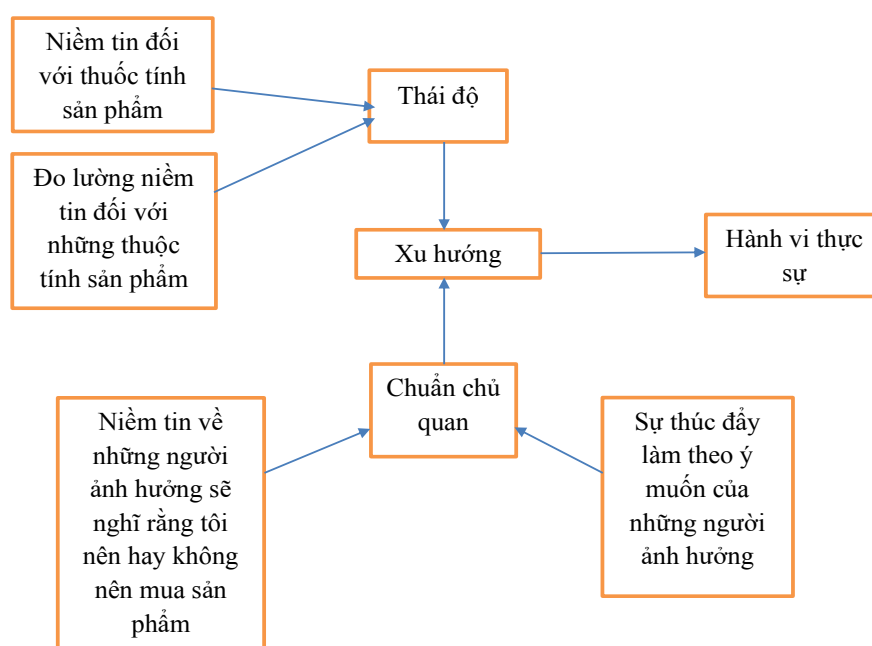 Niềm tin đối
với thuốc tính
sản phẩm
Thái độ
Đo lường niềm
tin đối với
những thuộc
tính sản phẩm
Xu hướng
Hành vi thực
sự
Chuẩn chủ
quan
Niềm tin về
những người
ảnh hưởng sẽ
nghĩ rằng tôi
nên hay không
nên mua sản
phẩm
Sự thúc đẩy
làm theo ý
muốn của
những người
ảnh hưởng